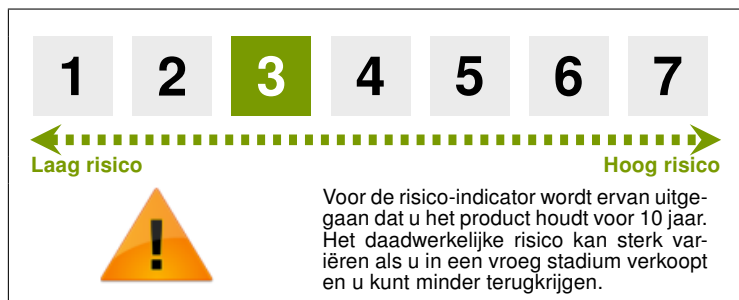 1 2 3 4 5 6 7
Laag risico Hoog risico
!
Voor de risico-indicator wordt ervan uitge-
gaan dat u het product houdt voor 10 jaar.
Het daadwerkelijke risico kan sterk var-
iëren als u in een vroeg stadium verkoopt
en u kunt minder terugkrijgen.